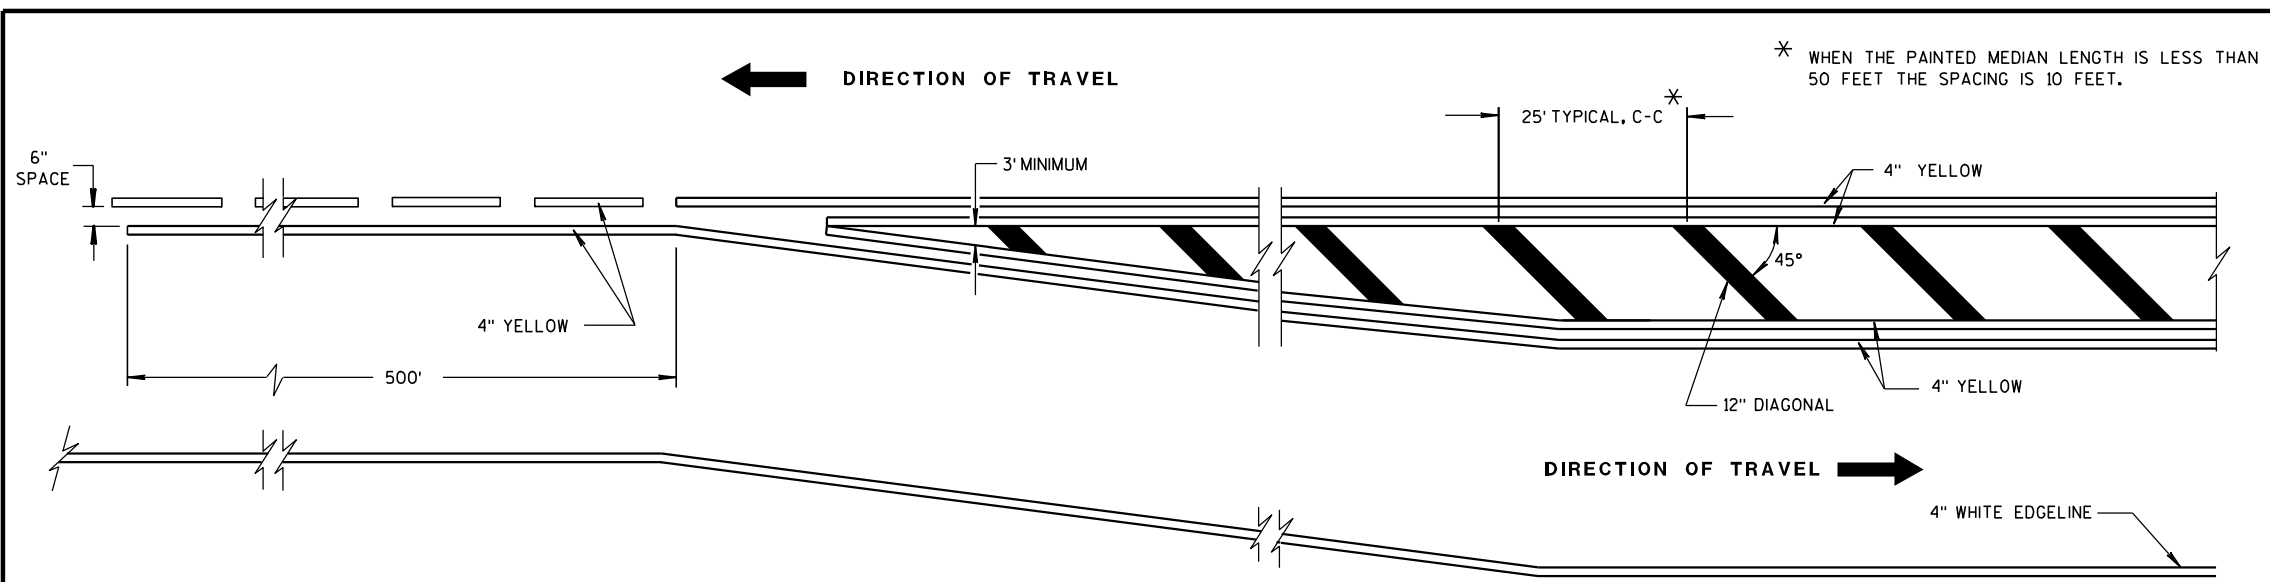 * WHEN THE PAINTED MEDIAN LENGTH IS LESS THAN
50 FEET THE SPACING IS 10 FEET.
DIRECTION OF TRAVEL
25' TYPICAL, C-C *
6"
SPACE
3' MINIMUM
4" YELLOW
45°
4" YELLOW
500'
4" YELLOW
12" DIAGONAL
DIRECTION OF TRAVEL
4" WHITE EDGELINE